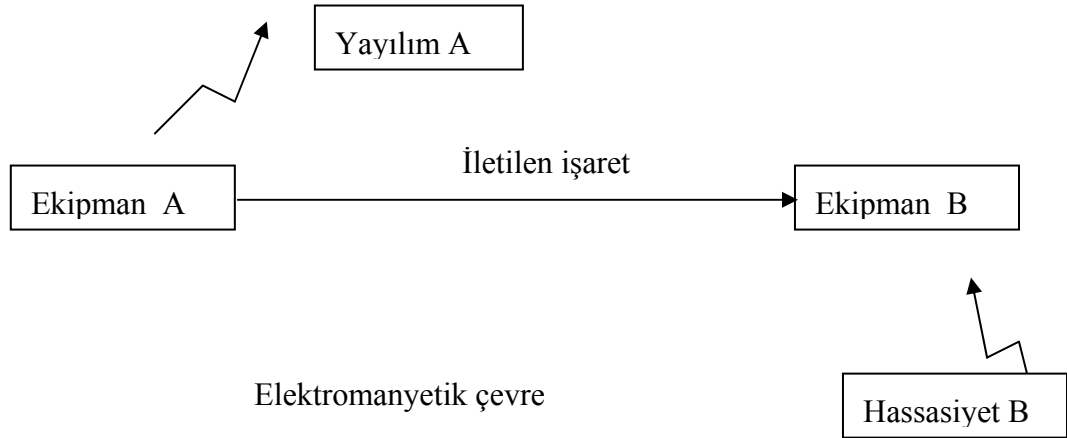 Yayılım A
İletilen işaret
Ekipman A
Ekipman B
Elektromanyetik çevre
Hassasiyet B